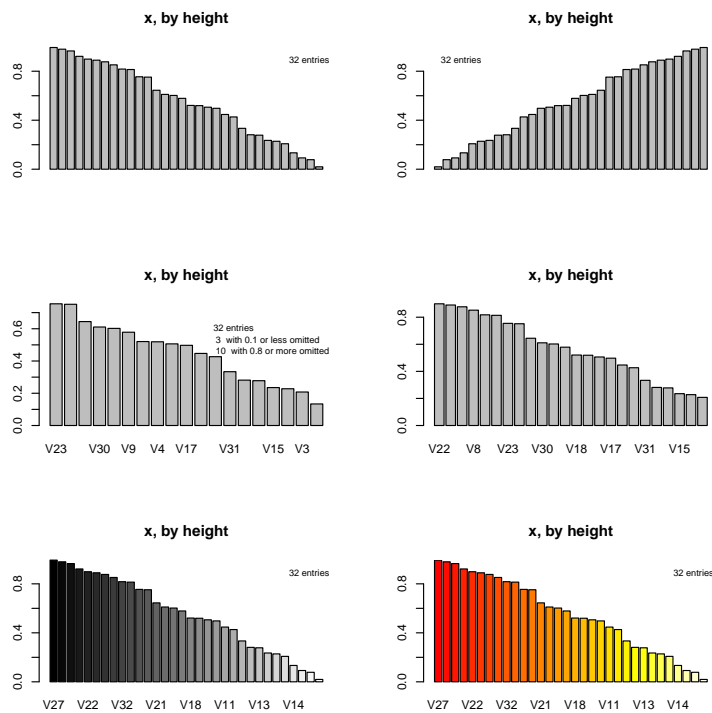 x, by height
32 entries
0.0 0.4 0.8
x, by height
32 entries
0.0 0.4 0.8
x, by height
32 entries
3 with 0.1 or less omitted
10 with 0.8 or more omitted
0.0 0.2 0.4 0.6
V23 V30 V9 V4 V17 V31 V15 V3
x, by height
0.0 0.4 0.8
V22 V8 V23 V30 V18 V17 V31 V15
x, by height
32 entries
0.0 0.4 0.8
V27 V22 V32 V21 V18 V11 V13 V14
x, by height
32 entries
0.0 0.4 0.8
V27 V22 V32 V21 V18 V11 V13 V14